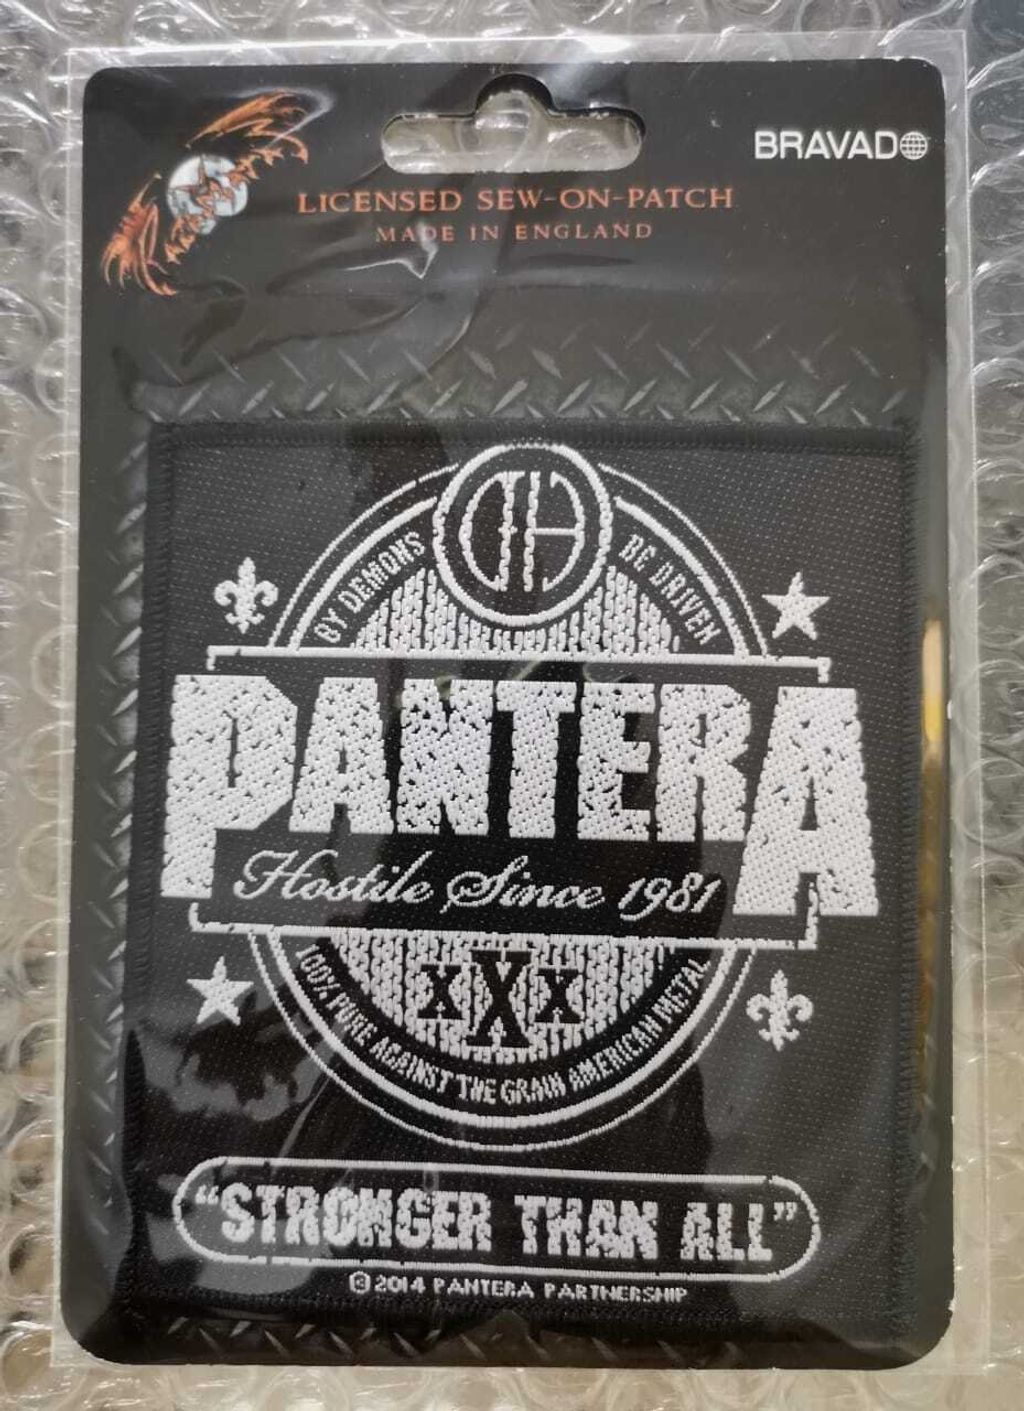 BRAVADO
RAZAMATAZ
LICENSED SEW-ON-PATCH
MADE IN ENGLAND
BY DEMONS BE DRIVEN
PANTERA
Hostile Since 1981
XXX
100% PURE AGAINST THE GRAIN AMERICAN METAL
"STRONGER THAN ALL"
© 2014 PANTERA PARTNERSHIP